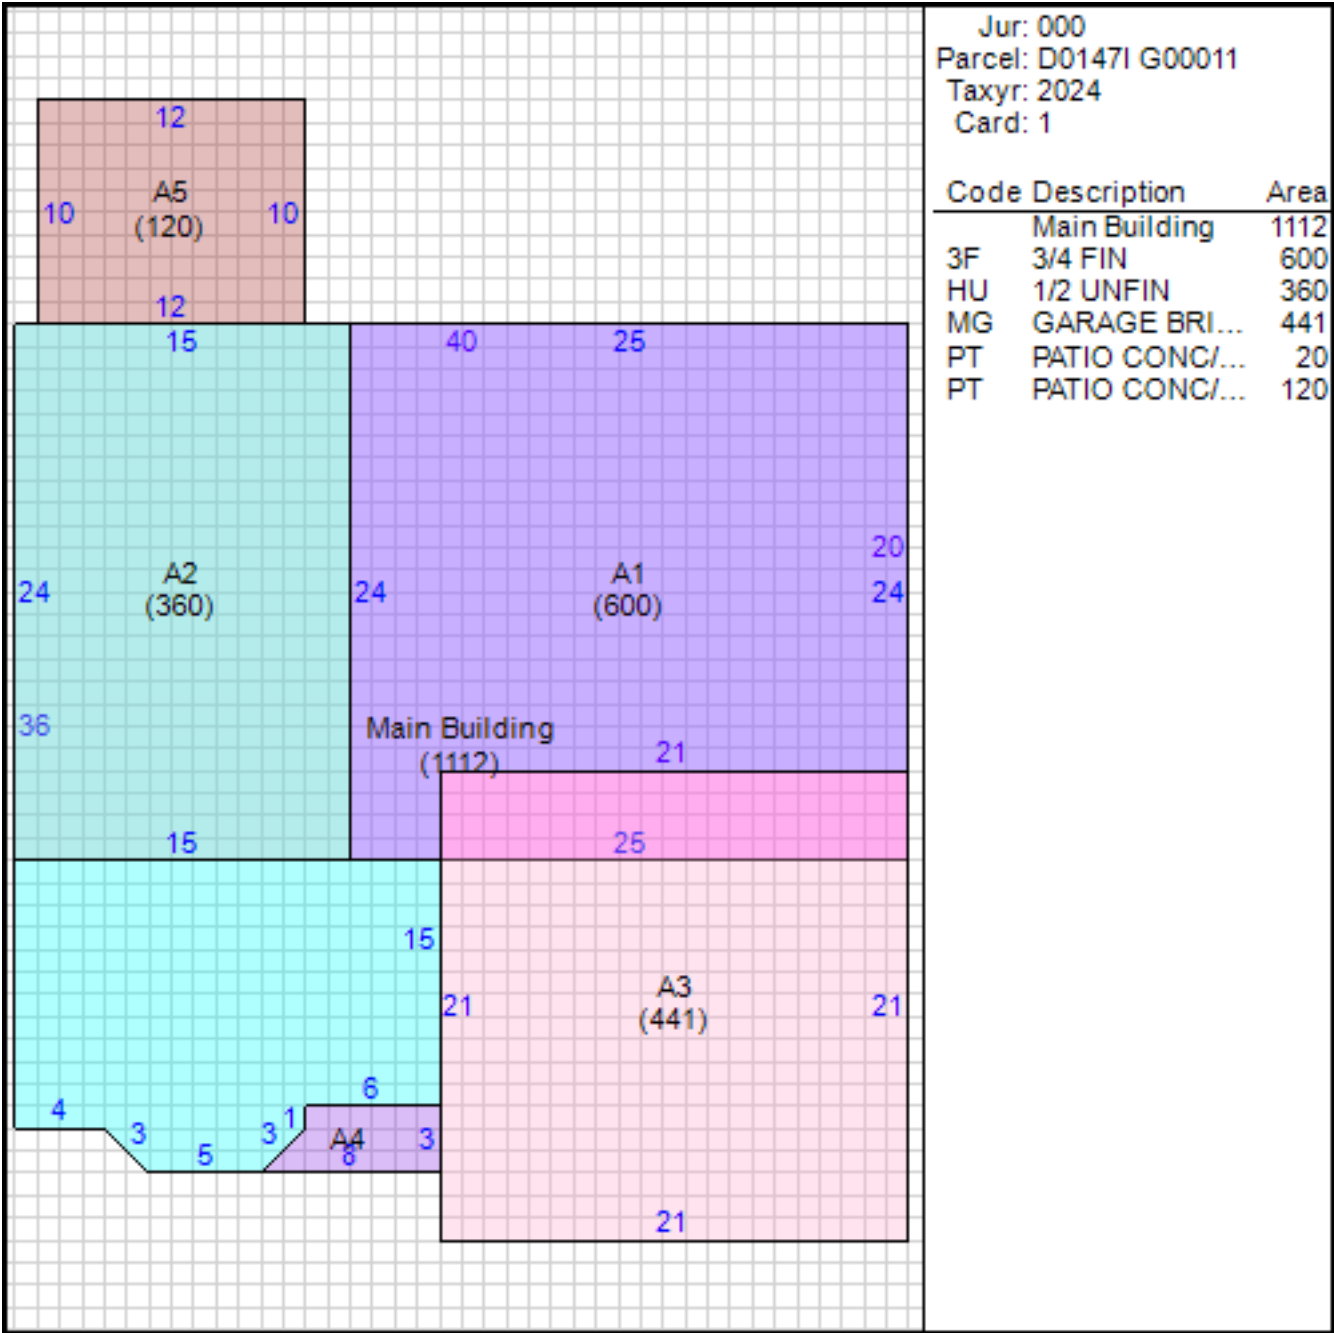 Jur: 000
Parcel: D0147I G00011
Taxyr: 2024
Card: 1
Code Description Area
Main Building 1112
3F 3/4 FIN 600
HU 1/2 UNFIN 360
MG GARAGE BRI... 441
PT PATIO CONC/... 20
PT PATIO CONC/... 120
12
A5
10 (120) 10
12
15 40 25
20
A2 A1
24 (360) 24 (600) 24
36 Main Building
(1112) 21
15 25
15
A3
21 (441) 21
6
4 3 5 3 1 A4 3
8
21